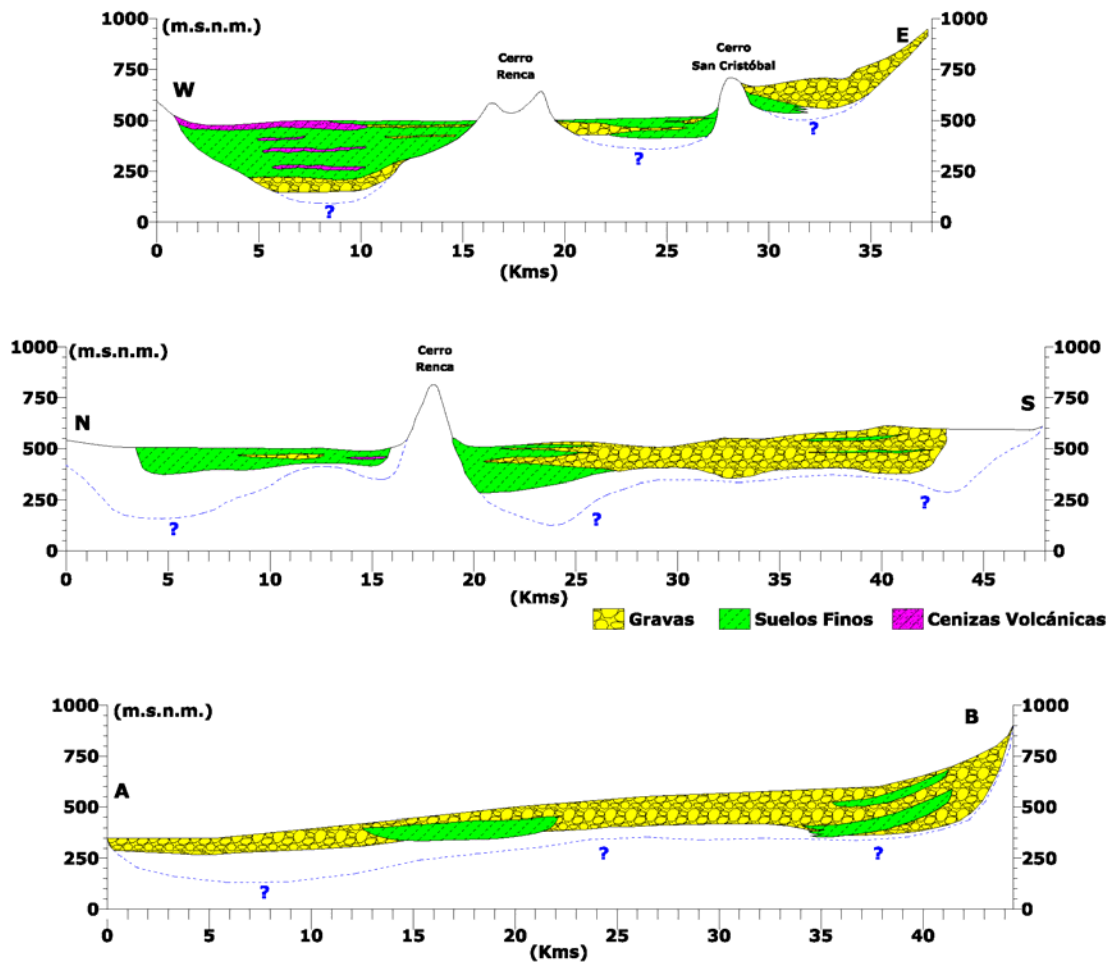 1000 (m.s.n.m.) 1000
E
Cerro
San Cristóbal
Cerro
Renca
750 W 750
500 500
250 250
? ? ?
0 0
0 5 10 15 20 25 30 35
(Kms)
1000 (m.s.n.m.) 1000
Cerro
Renca
750 750
N S
500 500
250 250
? ? ?
0 0
0 5 10 15 20 25 30 35 40 45
(Kms)
Gravas Suelos Finos Cenizas Volcánicas
1000 (m.s.n.m.) 1000
B
750 750
A
500 500
250 250
? ? ?
0 0
0 5 10 15 20 25 30 35 40
(Kms)